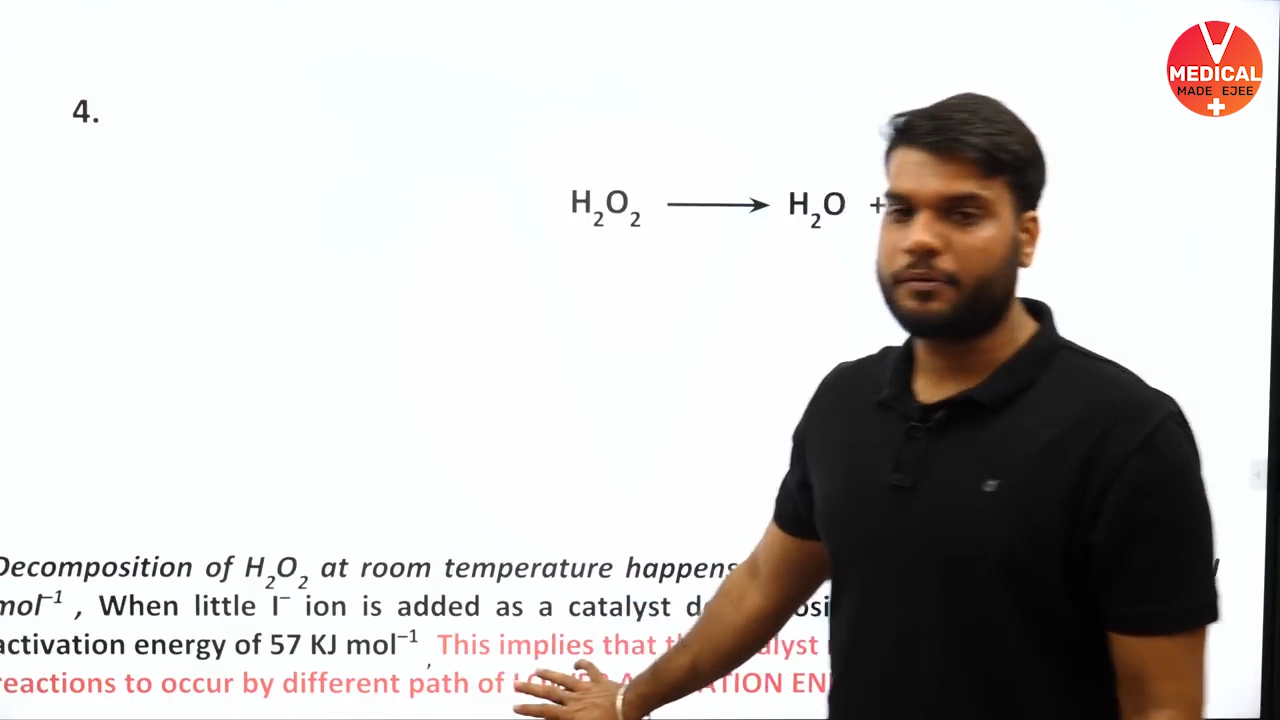 MEDICAL
MADE EJEE
4.
H₂O₂ ⟶ H₂O +
Decomposition of H₂O₂ at room temperature happens
mol⁻¹ , When little I⁻ ion is added as a catalyst
activation energy of 57 KJ mol⁻¹, This implies that
reactions to occur by different path of